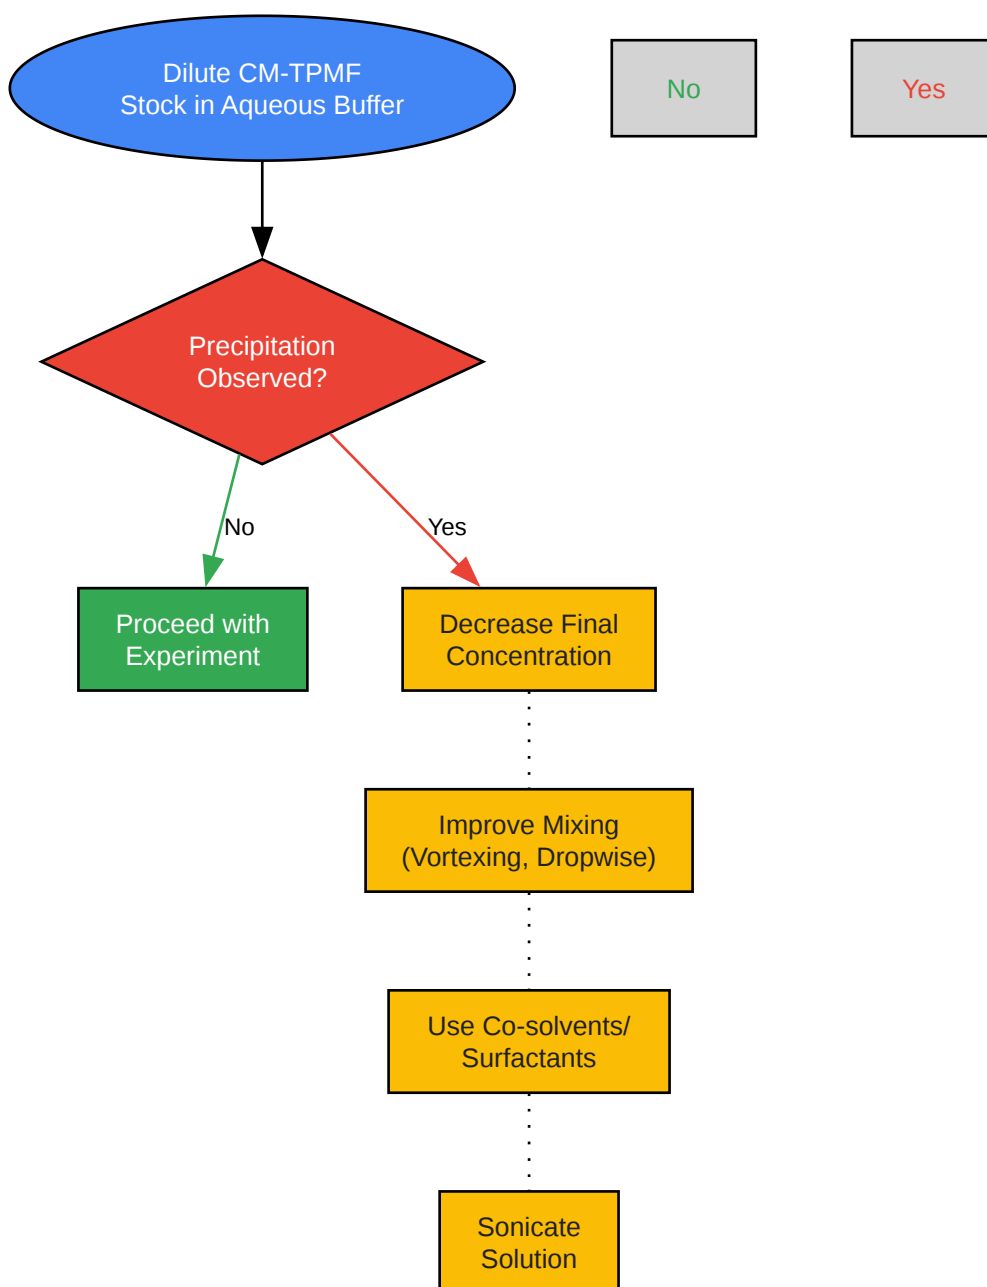 Dilute CM-TPMF
Stock in Aqueous Buffer
No
Yes
Precipitation
Observed?
No
Yes
Proceed with
Experiment
Decrease Final
Concentration
Improve Mixing
(Vortexing, Dropwise)
Use Co-solvents/
Surfactants
Sonicate
Solution